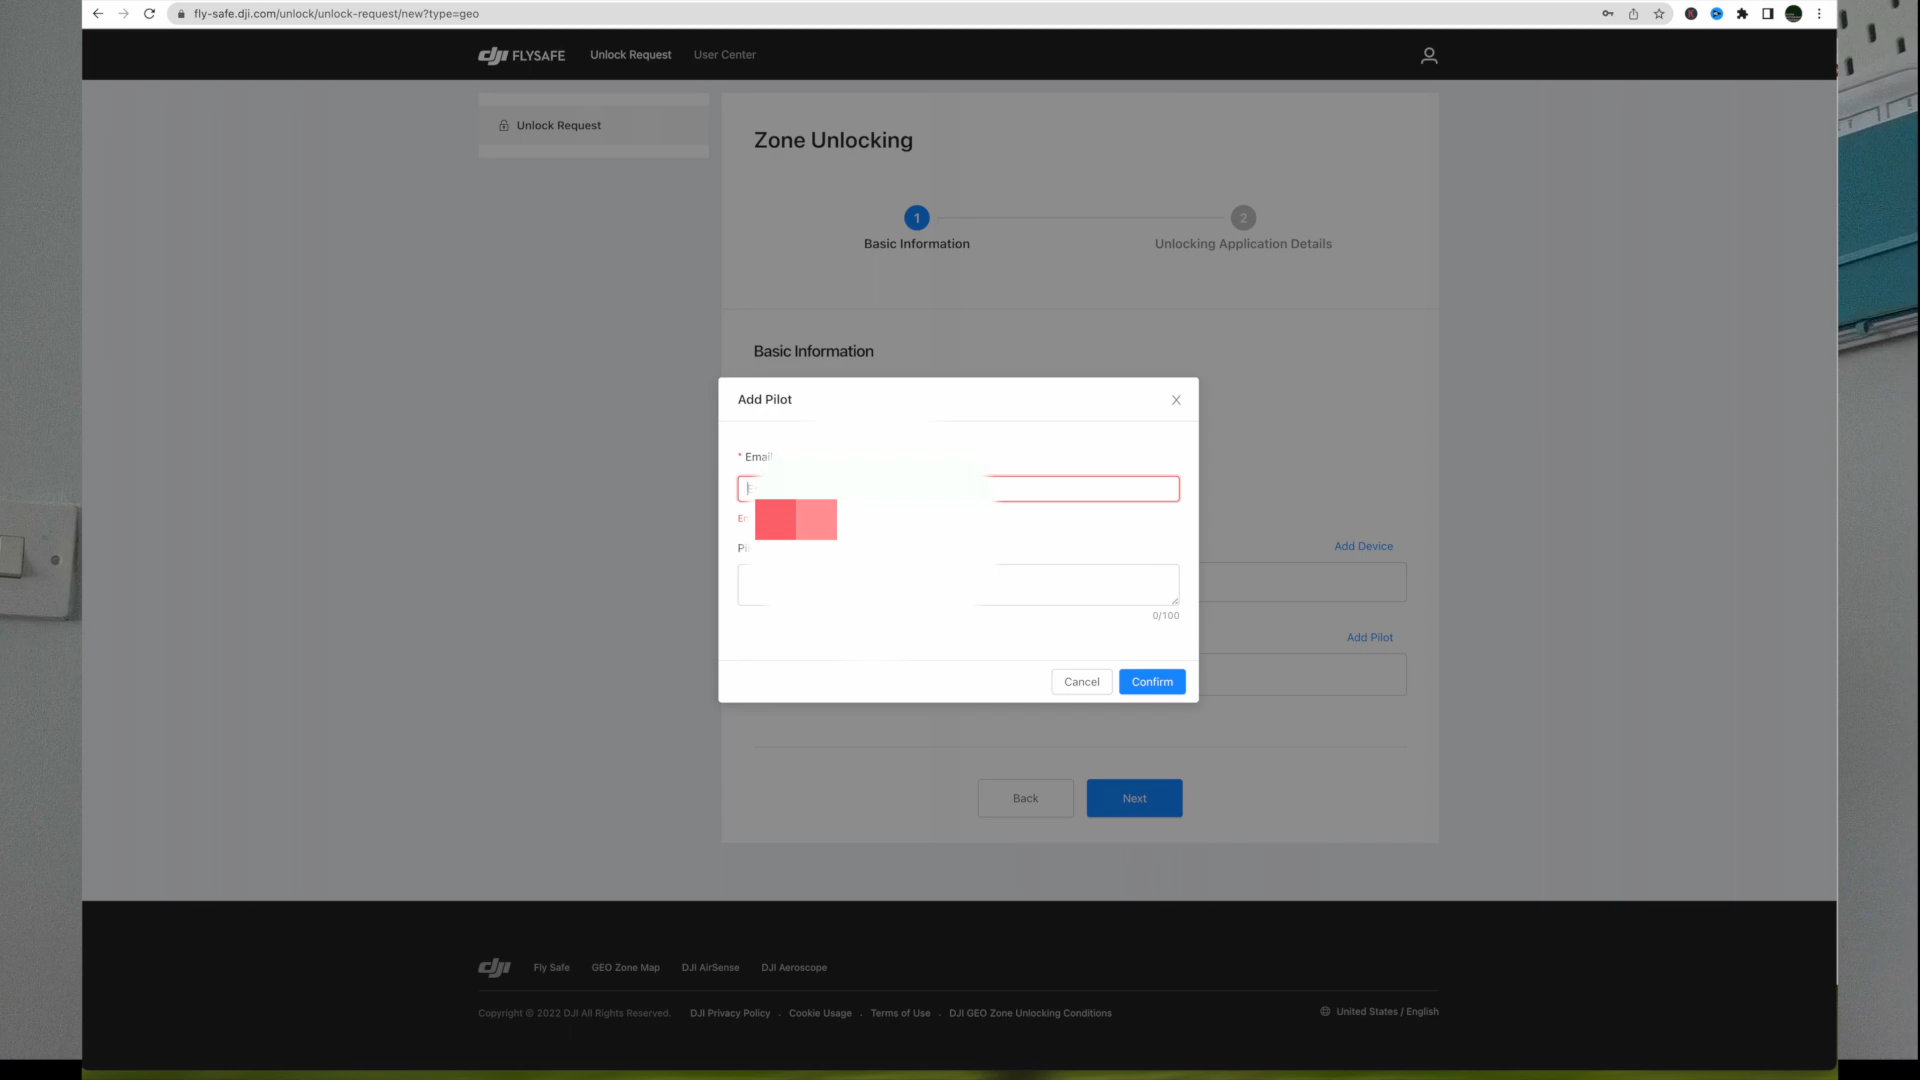 fly-safe.dji.com/unlock/unlock-request/new?type=geo
dji FLYSAFE Unlock Request User Center
Unlock Request
Zone Unlocking
1 2
Basic Information Unlocking Application Details
Basic Information
Add Pilot
* Email
Add Device
0/100
Add Pilot
Cancel Confirm
Back Next
dji Fly Safe GEO Zone Map DJI AirSense DJI Aeroscope
Copyright © 2022 DJI All Rights Reserved. DJI Privacy Policy . Cookie Usage . Terms of Use . DJI GEO Zone Unlocking Conditions United States / English